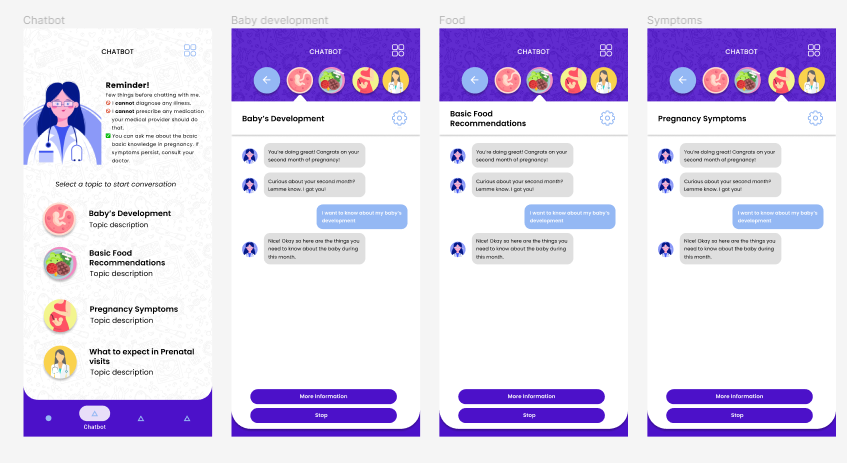 Chatbot
CHATBOT
Reminder!
Few things before chatting with me.
I cannot diagnose any illness.
I cannot prescribe any medication
your medical provider should do
that.
You can ask me about the basic
basic knowledge in pregnancy. If
symptoms persist, consult your
doctor
Select a topic to start conversation
Baby's Development
Topic description
Basic Food
Recommendations
Topic description
Pregnancy Symptoms
Topic description
What to expect in Prenatal
visits
Topic description
Chatbot
Baby development
CHATBOT
Baby's Development
You're doing great! Cangrats on your
second month of pregnancy!
Curious about your second month?
Lemme know. I got you!
I want to know about my baby's
development!
Nice! Okay so here are the things you
need to know about the baby during
this month.
More Information
Stop
Food
CHATBOT
Basic Food
Recommendations
You're doing great! Cangrats on your
second month of pregnancy!
Curious about your second month?
Lemme know. I got you!
I want to know about my baby's
development!
Nice! Okay so here are the things you
need to know about the baby during
this month.
More Information
Stop
Symptoms
CHATBOT
Pregnancy Symptoms
You're doing great! Cangrats on your
second month of pregnancy!
Curious about your second month?
Lemme know. I got you!
I want to know about my baby's
development!
Nice! Okay so here are the things you
need to know about the baby during
this month.
More Information
Stop